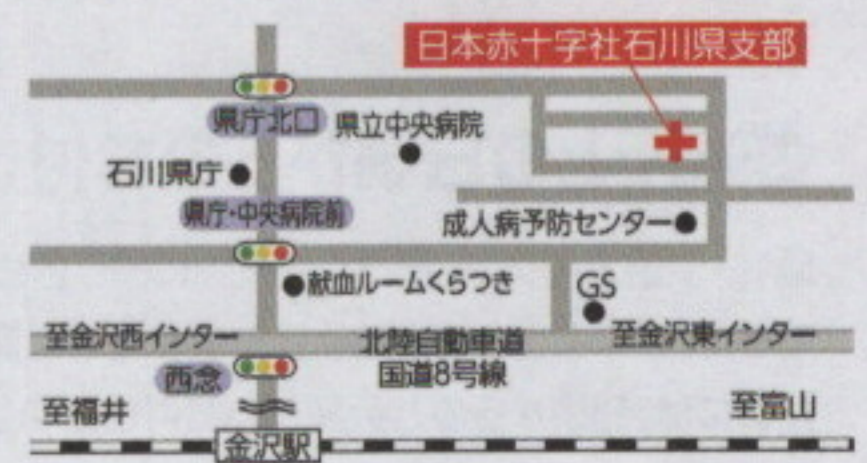 日本赤十字社石川県支部
県庁北口
県立中央病院
石川県庁
県庁・中央病院前
成人病予防センター
献血ルームくらつき
GS
至金沢西インター
北陸自動車道
至金沢東インター
国道8号線
西念
至福井
至富山
金沢駅